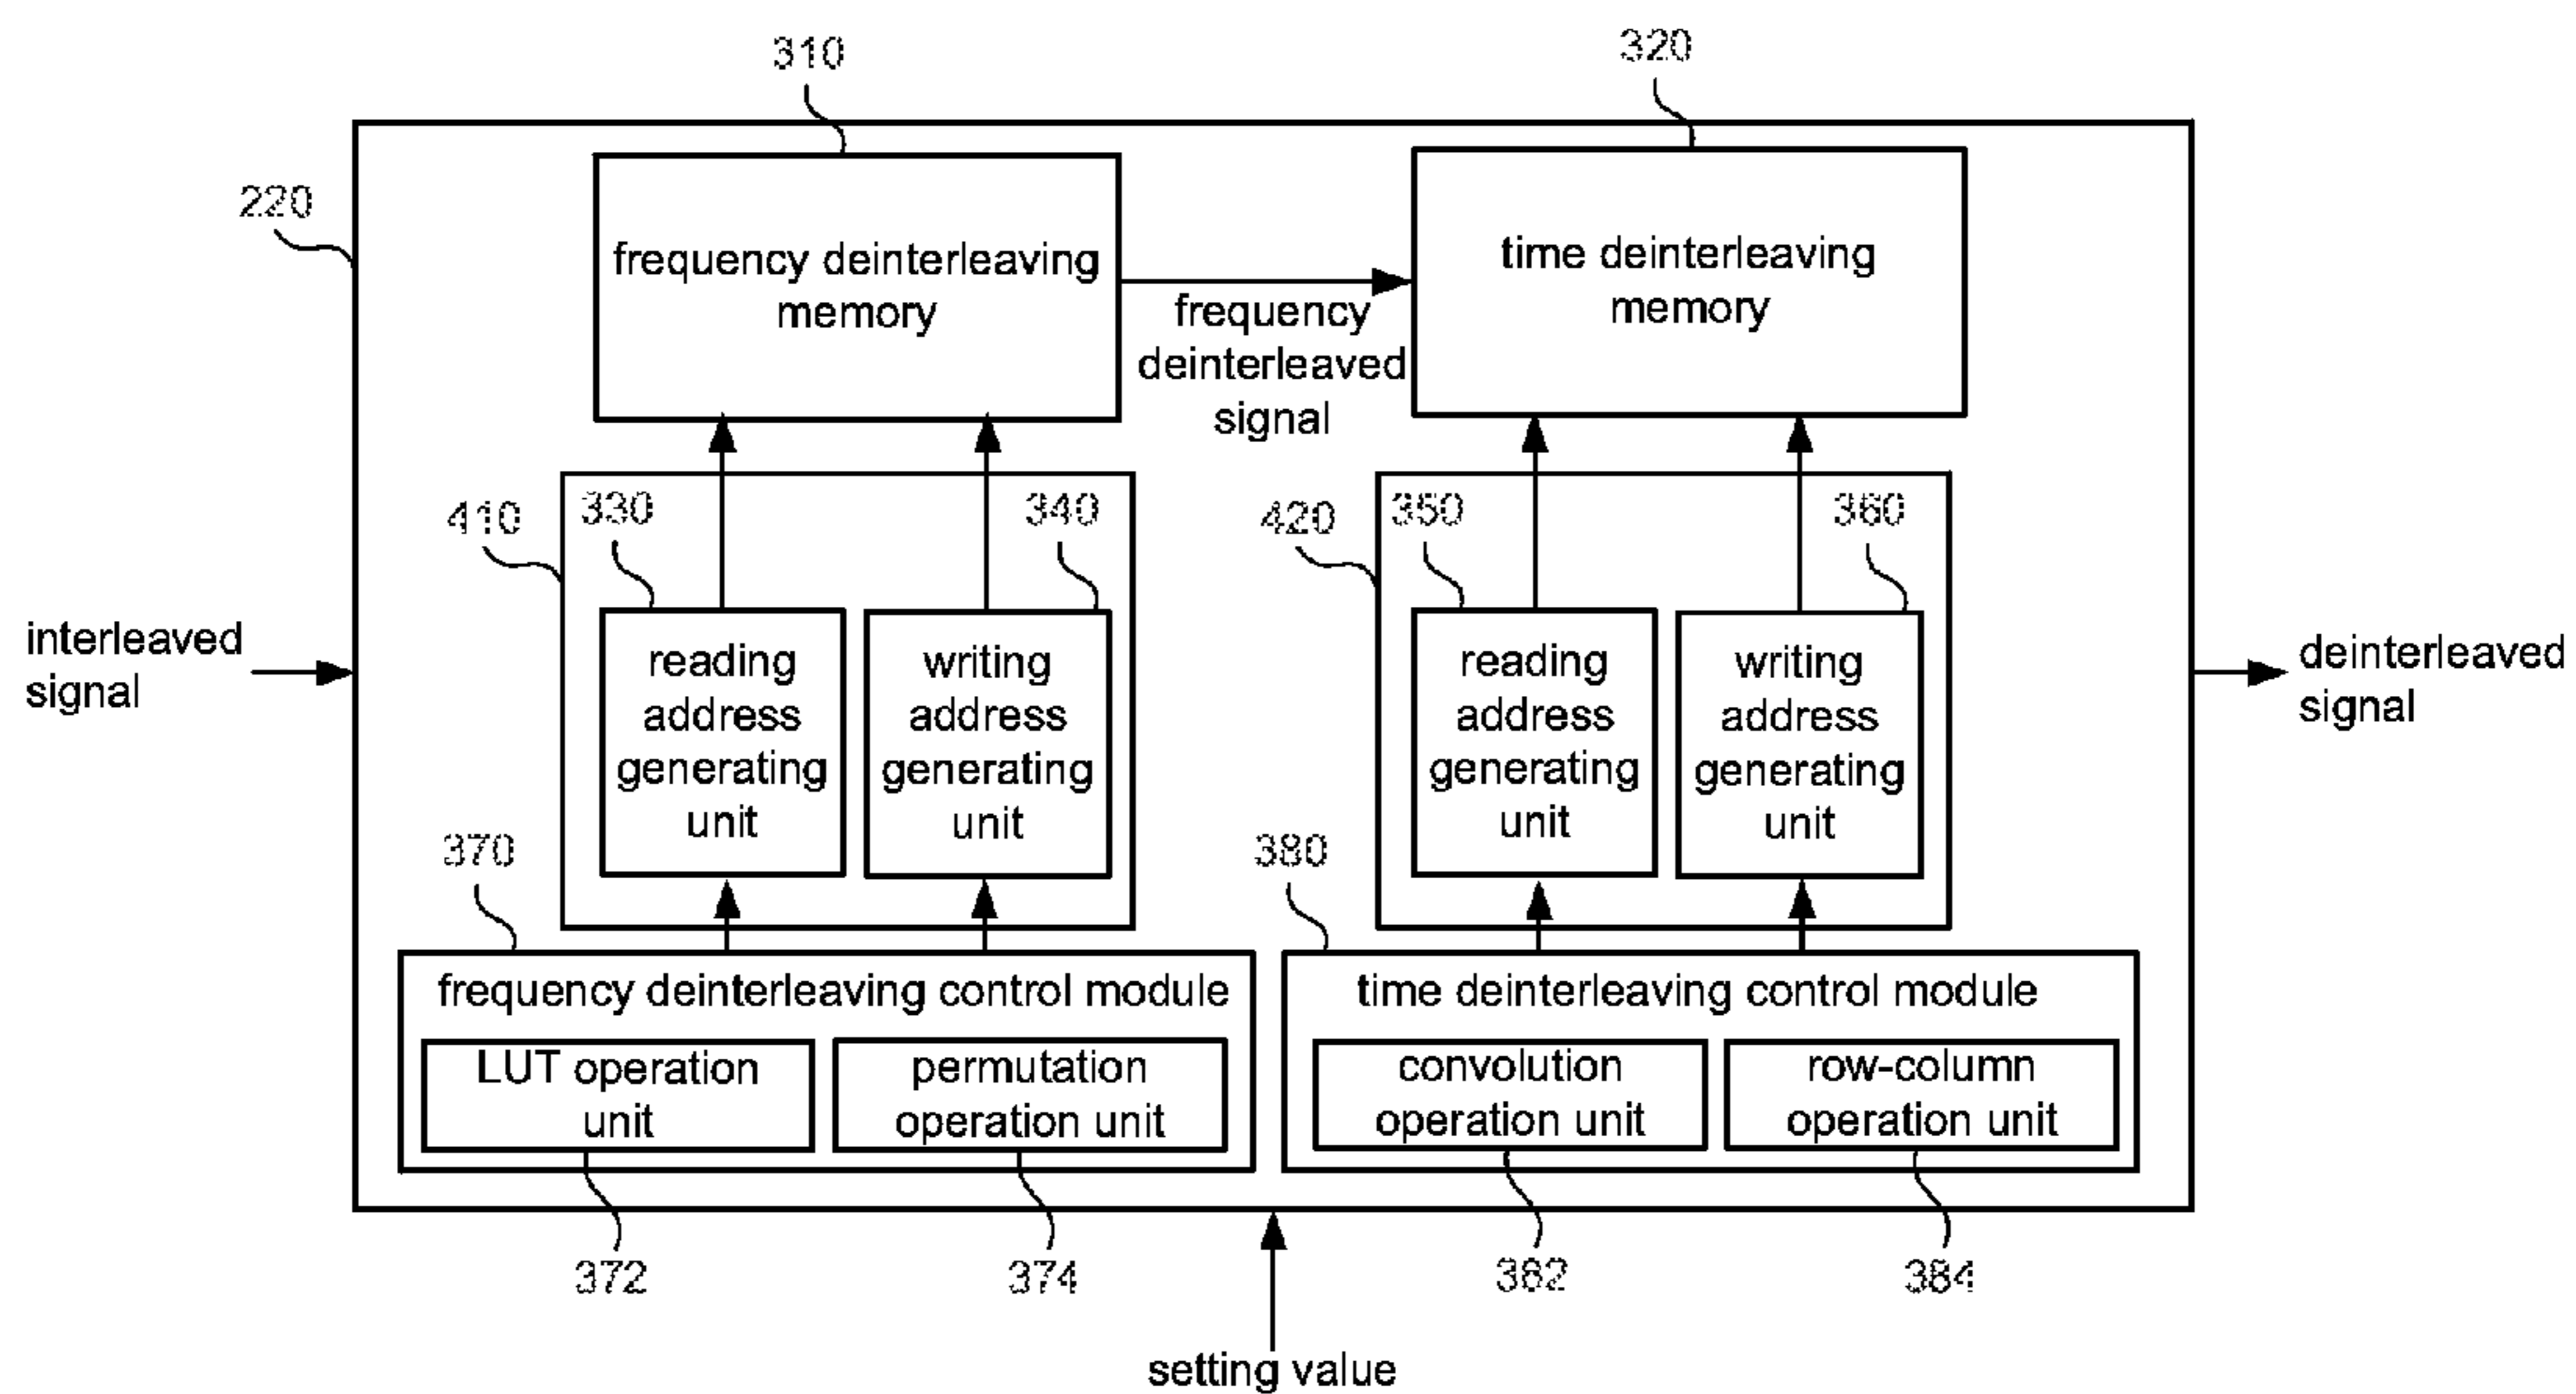 310
320
220
frequency deinterleaving
memory
time deinterleaving
memory
frequency
deinterleaved
signal
410
330
340
420
350
360
interleaved
signal
reading
address
generating
unit
writing
address
generating
unit
reading
address
generating
unit
writing
address
generating
unit
deinterleaved
signal
370
380
frequency deinterleaving control module
LUT operation
unit
permutation
operation unit
time deinterleaving control module
convolution
operation unit
row-column
operation unit
372
374
382
384
setting value